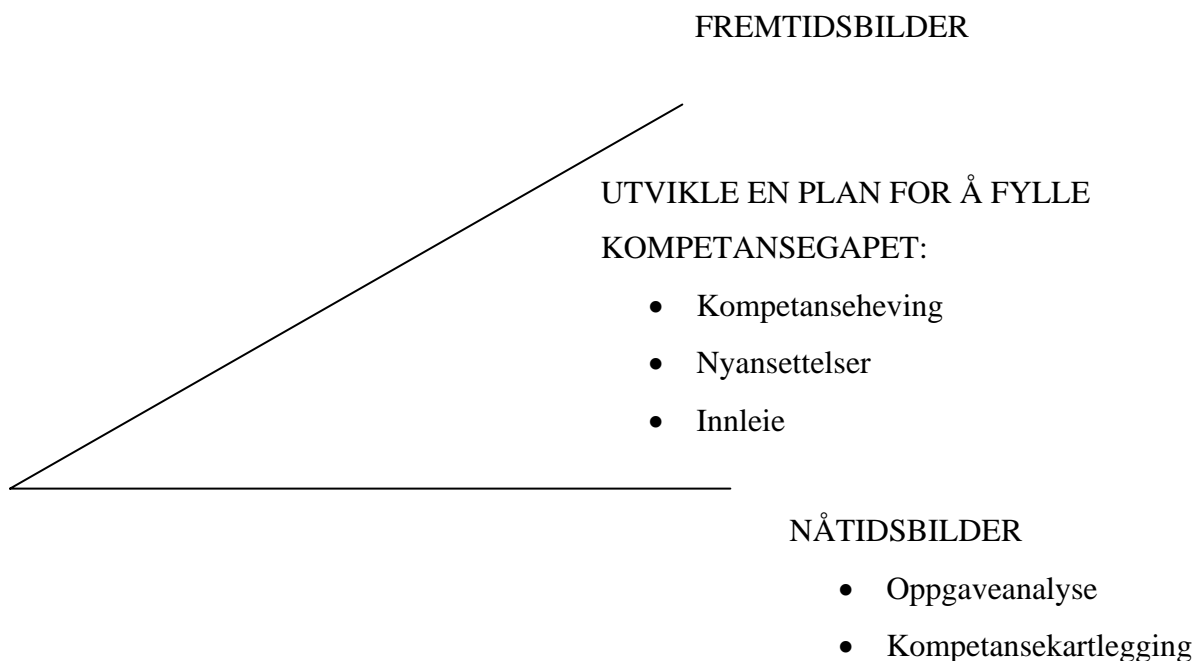 FREMTIDSBILDER
UTVIKLE EN PLAN FOR Å FYLLE
KOMPETANSEGAPET:
• Kompetanseheving
• Nyansettelser
• Innleie
NÅTIDSBILDER
• Oppgaveanalyse
• Kompetansekartlegging